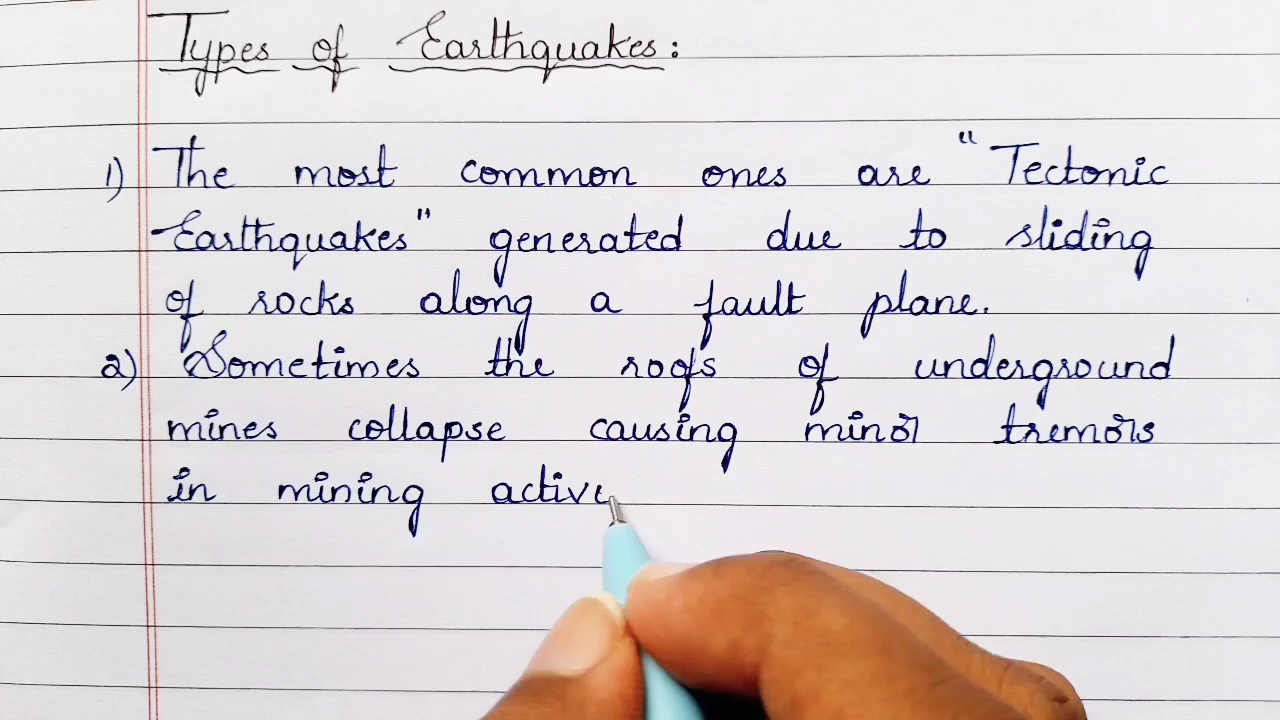 Types of Earthquakes:
1) The most common ones are "Tectonic
Earthquakes" generated due to sliding
of rocks along a fault plane.
2) Sometimes the roofs of underground
mines collapse causing minor tremors
in mining active